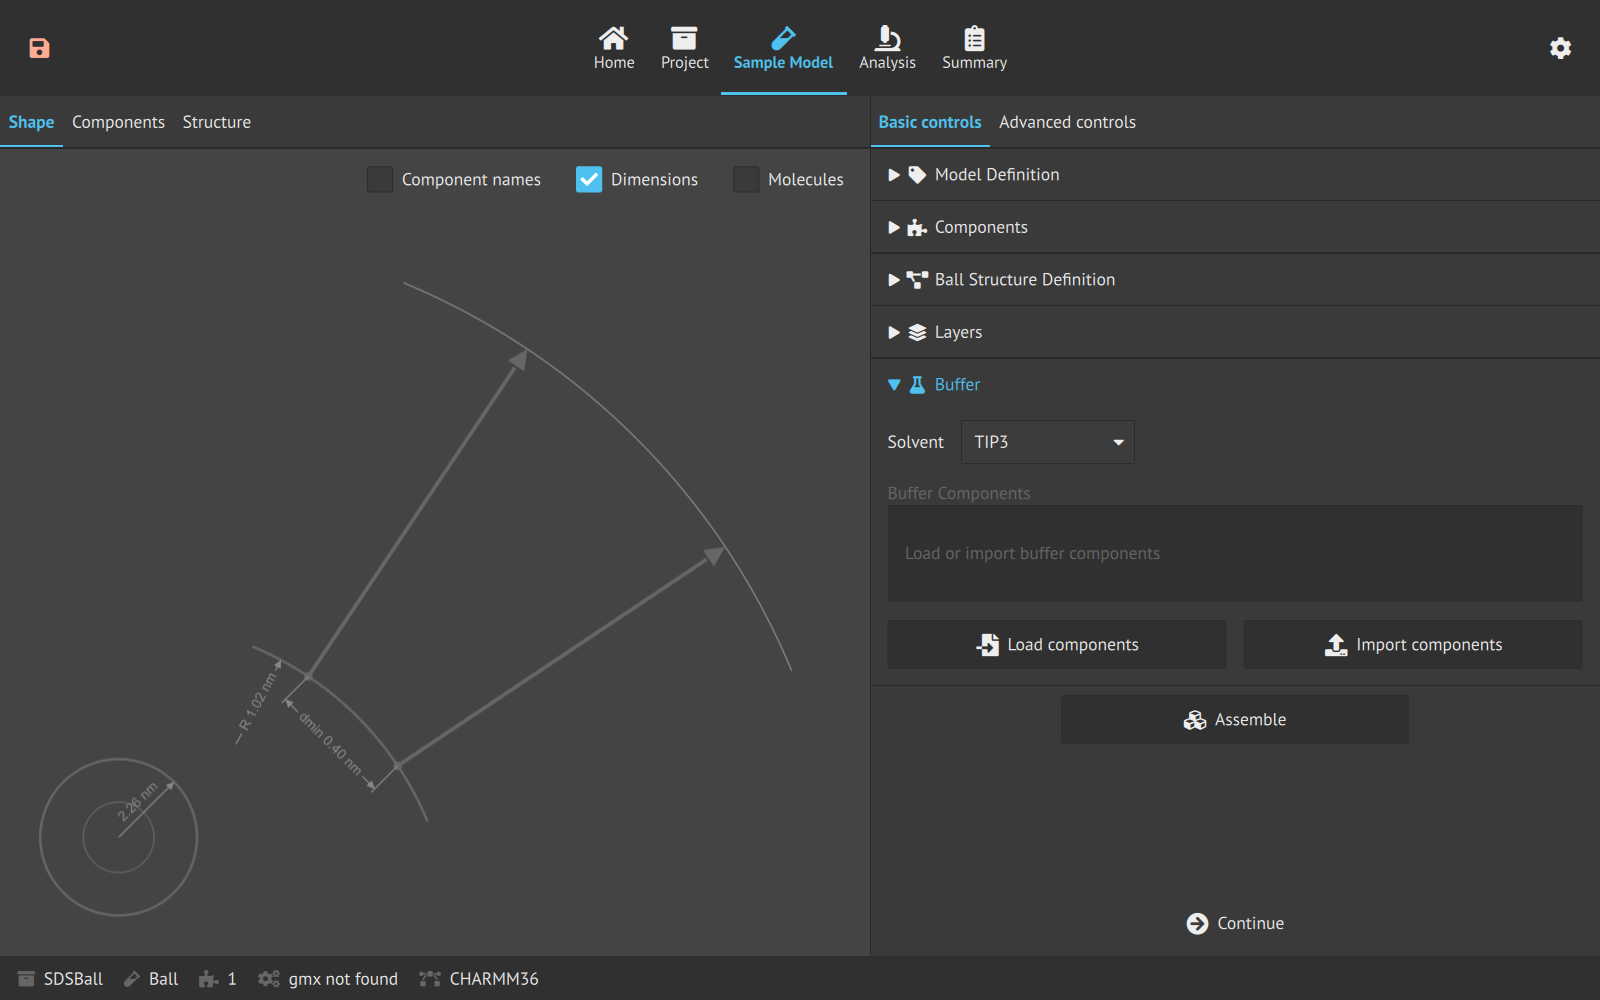 Home
Project
Sample Model
Analysis
Summary
Shape
Components
Structure
Component names
Dimensions
Molecules
R 1.02 nm
dmin 0.40 nm
2.26 nm
Basic controls
Advanced controls
Model Definition
Components
Ball Structure Definition
Layers
Buffer
Solvent
TIP3
Buffer Components
Load or import buffer components
Load components
Import components
Assemble
Continue
SDSBall
Ball
1
gmx not found
CHARMM36